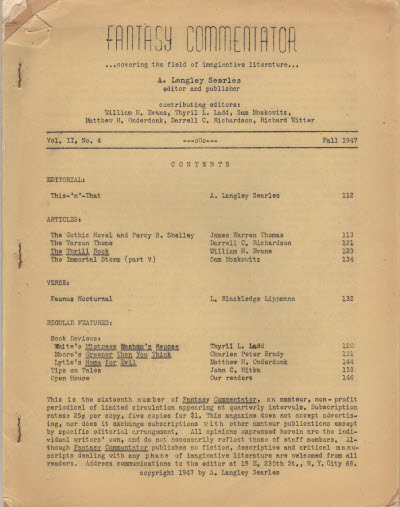 FANTASY COMMENTATOR
...covering the field of imaginative literature...
A. Langley Searles
editor and publisher
contributing editors:
William H. Evans, Thyril L. Ladd, Sam Moskowitz,
Matthew H. Onderdonk, Darrell C. Richardson, Richard Witter
Vol. II, No. 4 ---oOo--- Fall 1947
CONTENTS
EDITORIAL:
This-'n'-That A. Langley Searles 112
ARTICLES:
The Gothic Novel and Percy B. Shelley James Warren Thomas 113
The Tarzan Theme Darrell C. Richardson 121
The Thrill Book William H. Evans 123
The Immortal Storm (part 9) Sam Moskowitz 134
VERSE:
Faunus Nocturnal L. Blackledge Lippmann 132
REGULAR FEATURES:
Book Reviews:
White's Mistress Masham's Repose Thyril L. Ladd 120
Moore's Greener Than You Think Charles Peter Brady 131
Lytle's Name for Evil Matthew H. Onderdonk 144
Tips on Tales John C. Nitka 133
Open House Our readers 146
This is the sixteenth number of Fantasy Commentator, an amateur, non-profit
periodical of limited circulation appearing at quarterly intervals. Subscription
rates: 25¢ per copy, five copies for $1. This magazine does not accept advertis-
ing, nor does it exchange subscriptions with other amateur publications except
by specific editorial arrangement. All opinions expressed herein are the indi-
vidual writers' own, and do not necessarily reflect those of staff members. Al-
though Fantasy Commentator publishes no fiction, descriptive and critical manu-
scripts dealing with any phase of imaginative literature are welcomed from all
readers. Address communications to the editor at 19 E. 235th St., N. Y. City 66.
copyright 1947 by A. Langley Searles